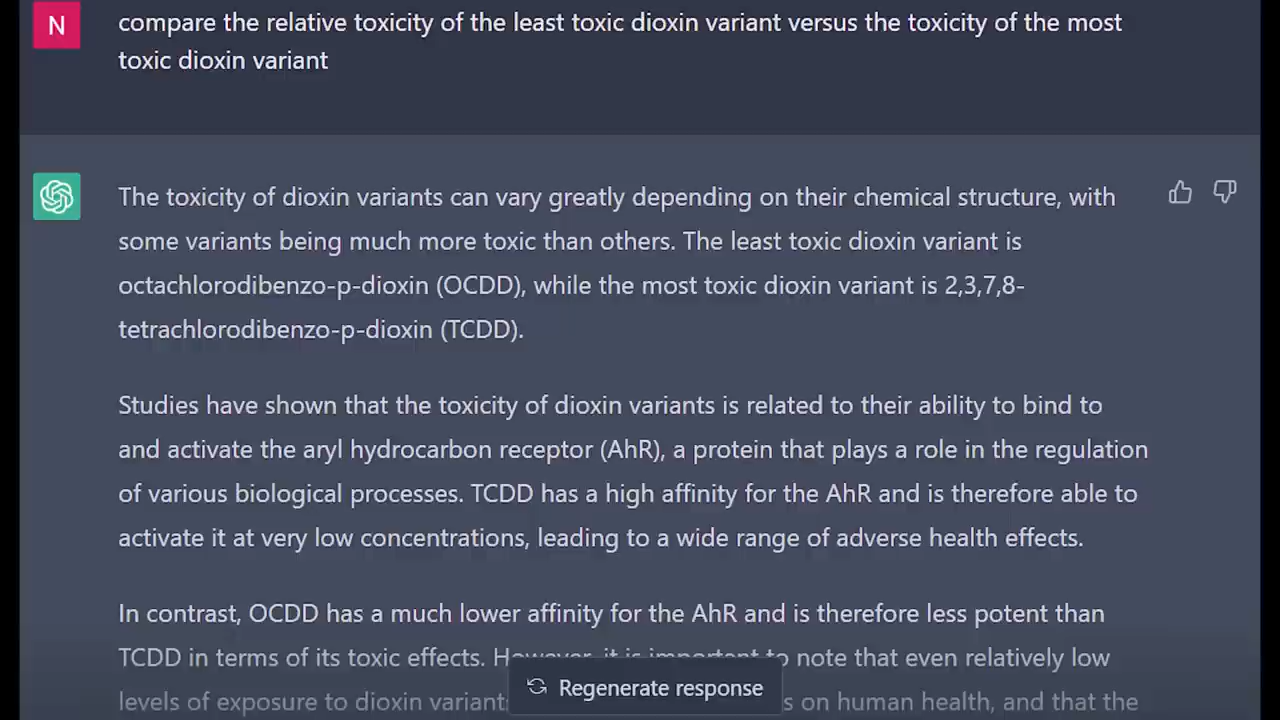 N
compare the relative toxicity of the least toxic dioxin variant versus the toxicity of the most
toxic dioxin variant
The toxicity of dioxin variants can vary greatly depending on their chemical structure, with
some variants being much more toxic than others. The least toxic dioxin variant is
octachlorodibenzo-p-dioxin (OCDD), while the most toxic dioxin variant is 2,3,7,8-
tetrachlorodibenzo-p-dioxin (TCDD).
Studies have shown that the toxicity of dioxin variants is related to their ability to bind to
and activate the aryl hydrocarbon receptor (AhR), a protein that plays a role in the regulation
of various biological processes. TCDD has a high affinity for the AhR and is therefore able to
activate it at very low concentrations, leading to a wide range of adverse health effects.
In contrast, OCDD has a much lower affinity for the AhR and is therefore less potent than
TCDD in terms of its toxic effects. However, it is important to note that even relatively low
levels of exposure to dioxin variants on human health, and that the
Regenerate response